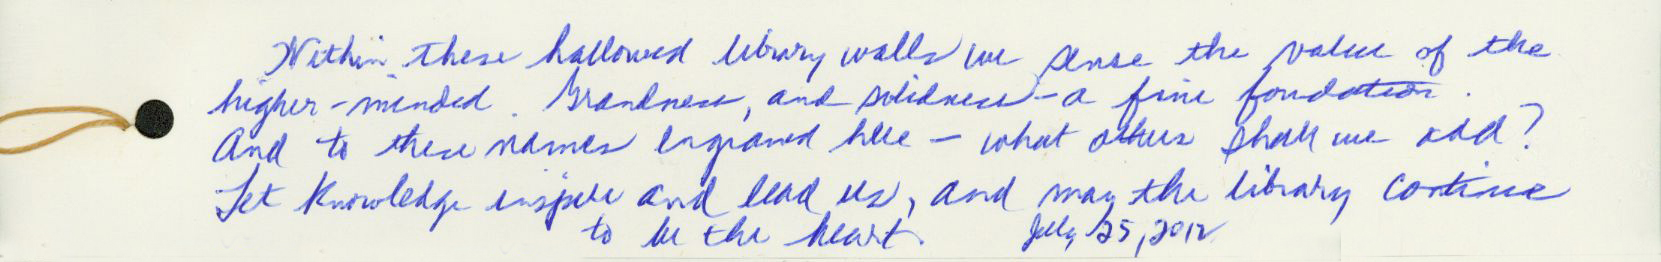 Within these hallowed library walls we sense the value of the
higher-minded. Grandness, and solidness - a fine foundation.
And to these names engraved here - what others shall we add?
Let knowledge inspire and lead us, and may the library continue
to be the heart. July 25, 2012